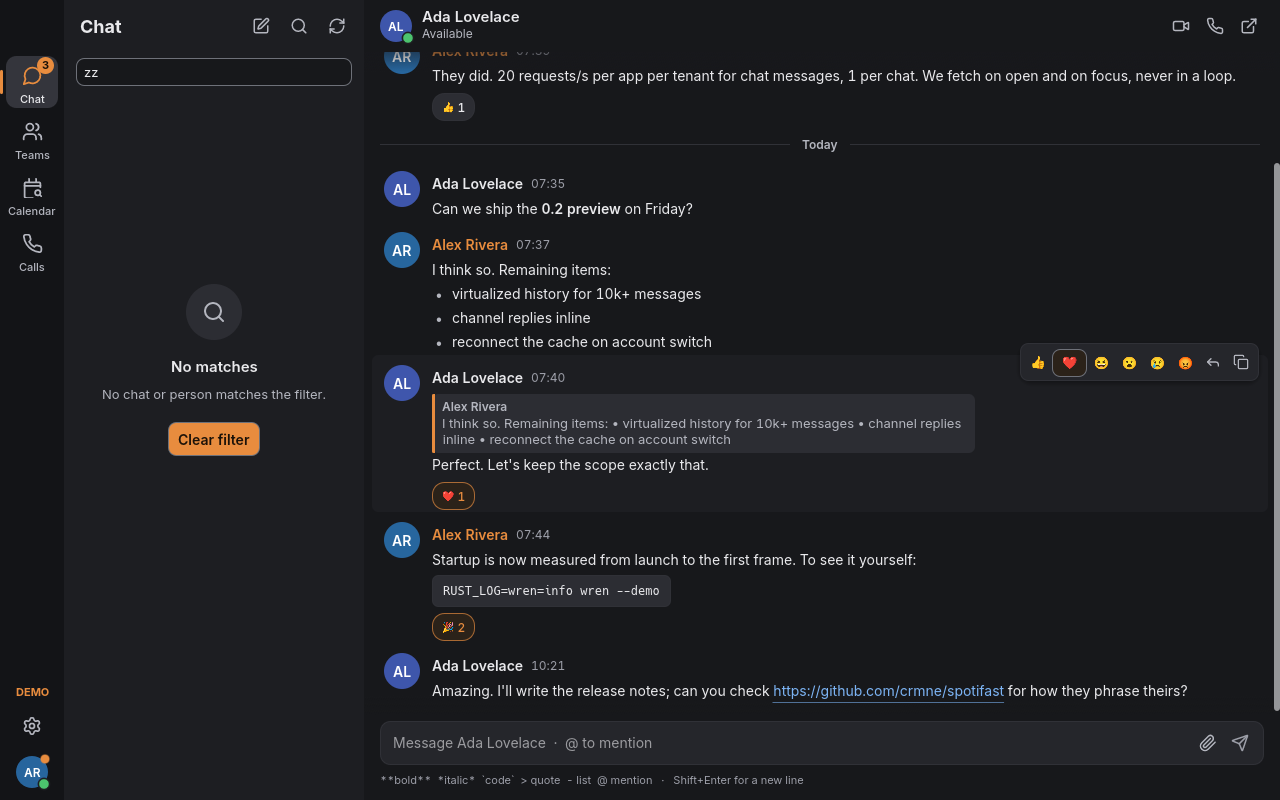 Chat
zz
3
Chat
Teams
Calendar
Calls
No matches
No chat or person matches the filter.
Clear filter
DEMO
AR
AL
Ada Lovelace
Available
AR
Alex Rivera
They did. 20 requests/s per app per tenant for chat messages, 1 per chat. We fetch on open and on focus, never in a loop.
👍 1
Today
AL
Ada Lovelace 07:35
Can we ship the 0.2 preview on Friday?
AR
Alex Rivera 07:37
I think so. Remaining items:
• virtualized history for 10k+ messages
• channel replies inline
• reconnect the cache on account switch
👍 ❤️ 😆 😮 😢 😡
AL
Ada Lovelace 07:40
Alex Rivera
I think so. Remaining items: • virtualized history for 10k+ messages • channel replies
inline • reconnect the cache on account switch
Perfect. Let's keep the scope exactly that.
❤️ 1
AR
Alex Rivera 07:44
Startup is now measured from launch to the first frame. To see it yourself:
RUST_LOG=wren=info wren --demo
🎉 2
AL
Ada Lovelace 10:21
Amazing. I'll write the release notes; can you check https://github.com/crmne/spotifast for how they phrase theirs?
Message Ada Lovelace · @ to mention
**bold** *italic* `code` > quote - list @ mention · Shift+Enter for a new line